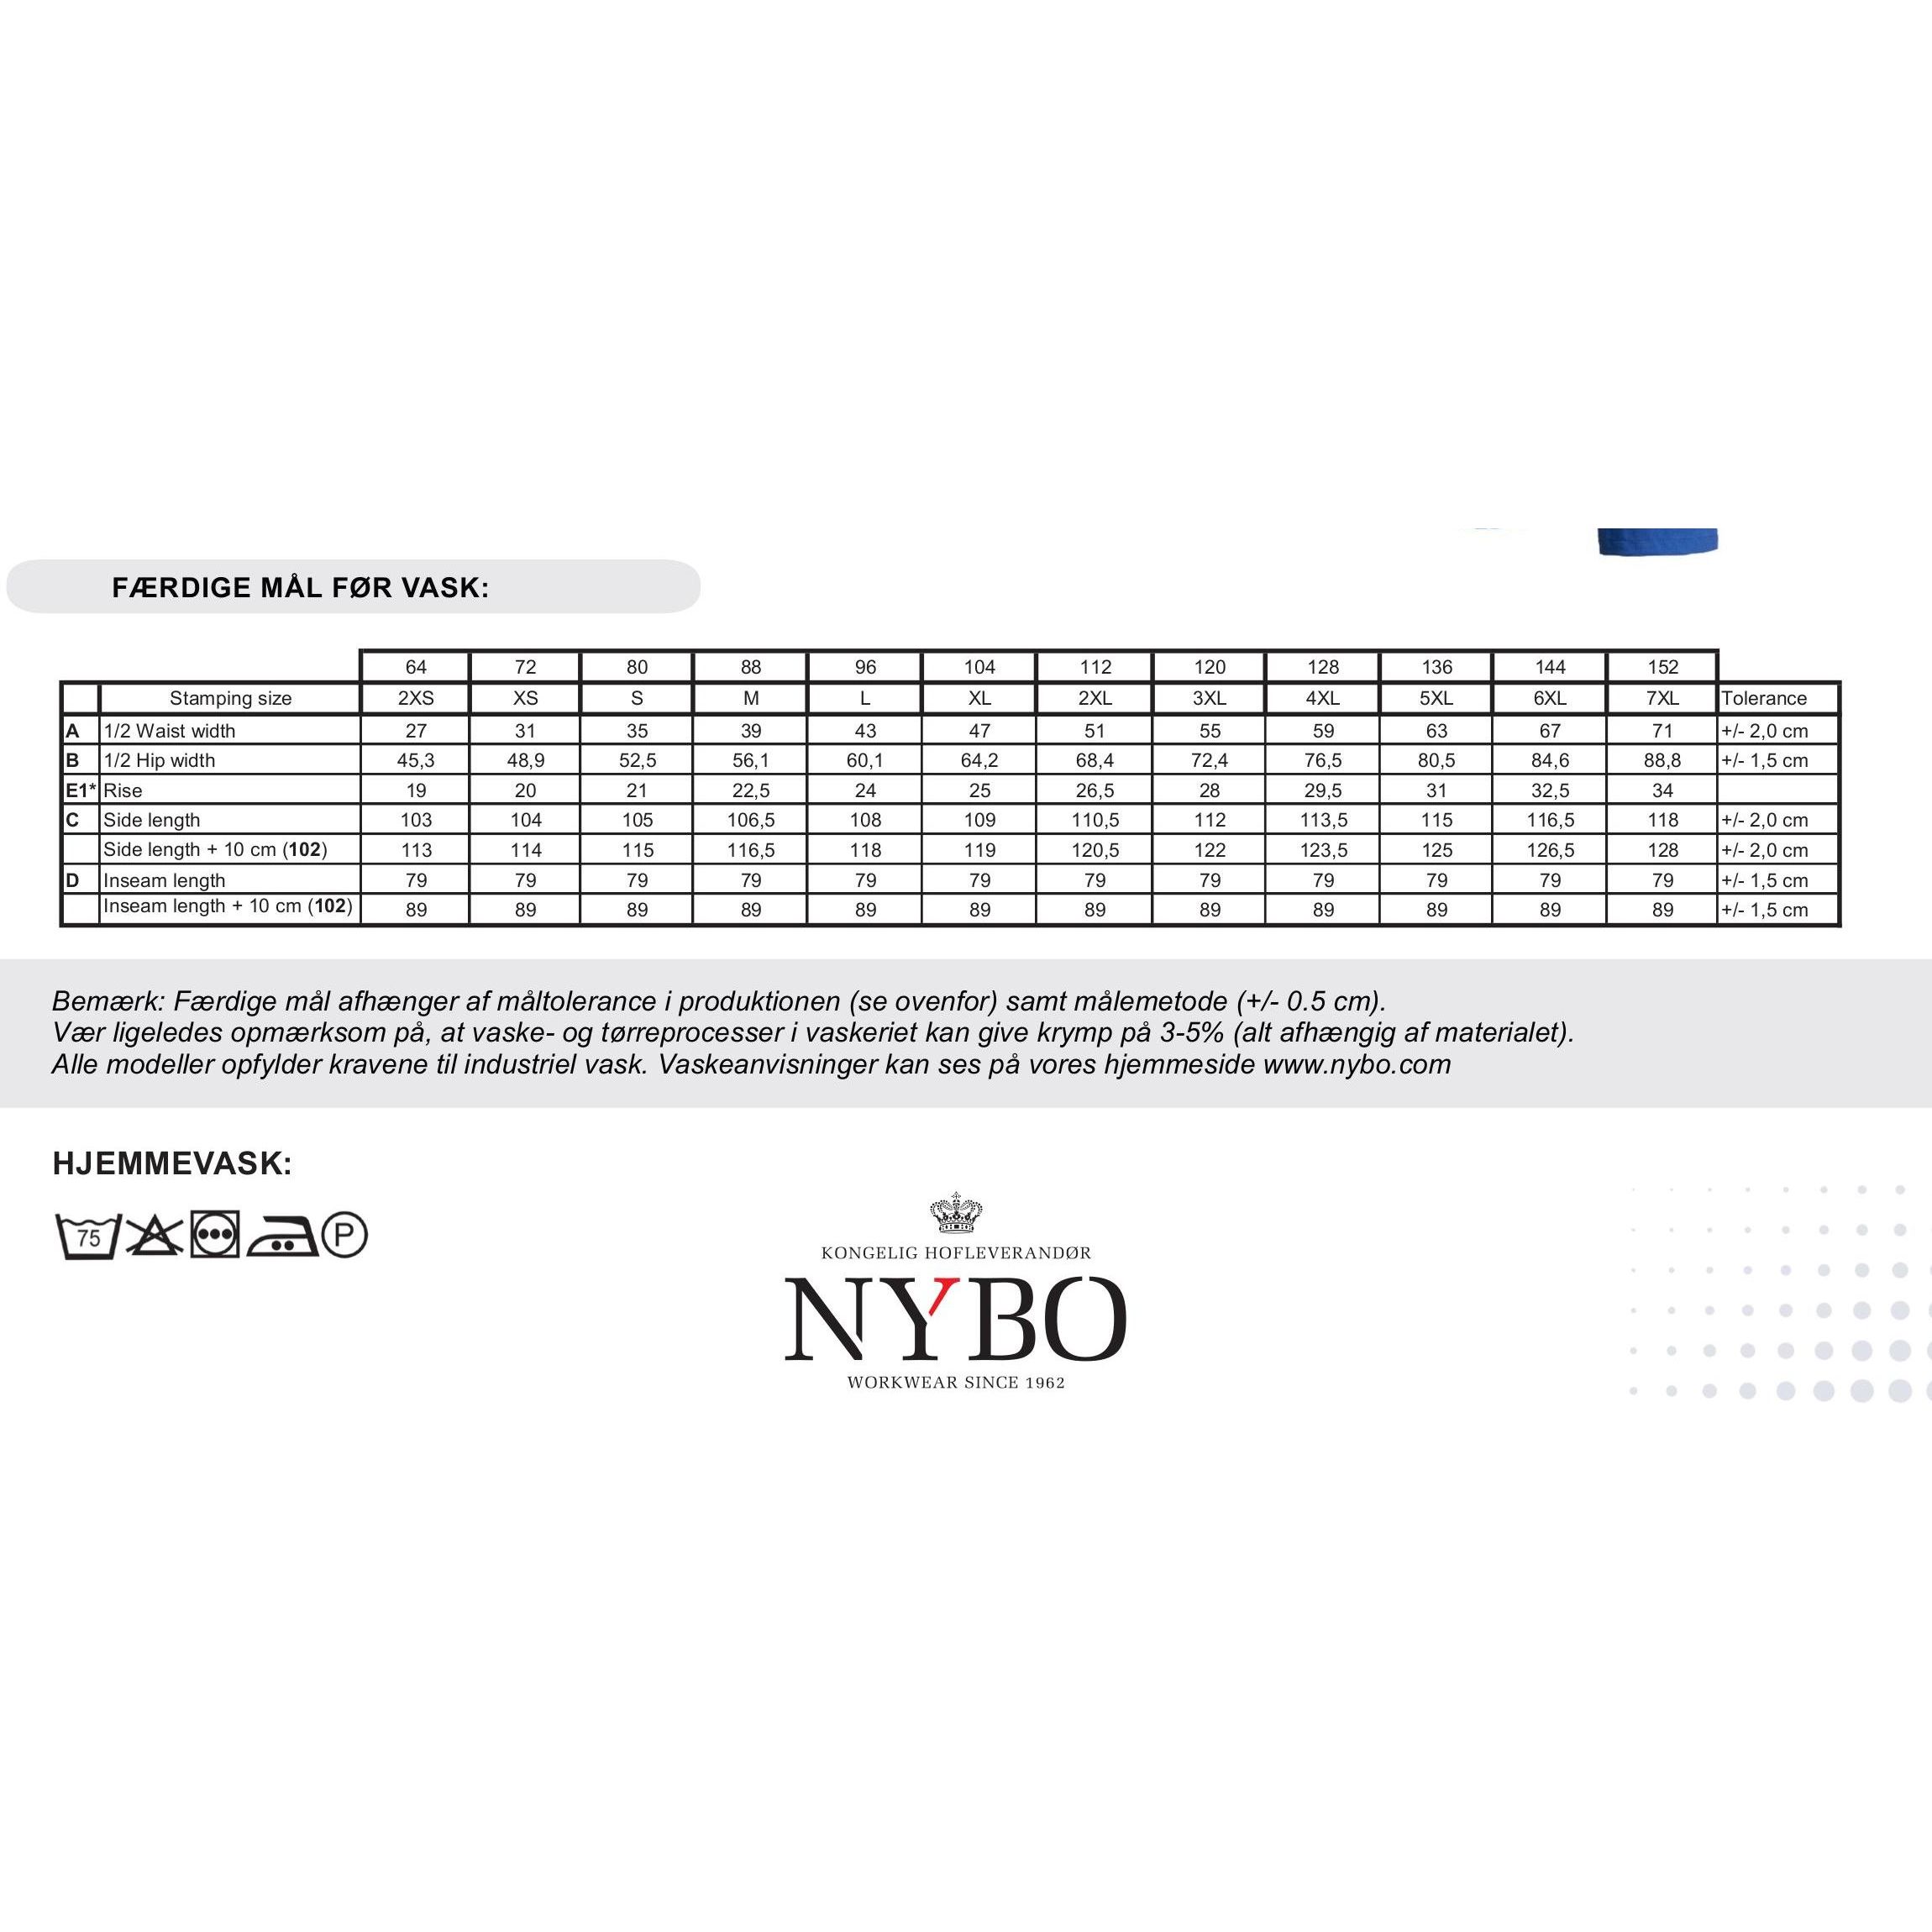 FÆRDIGE MÅL FØR VASK:
64 72 80 88 96 104 112 120 128 136 144 152
Stamping size 2XS XS S M L XL 2XL 3XL 4XL 5XL 6XL 7XL Tolerance
A 1/2 Waist width 27 31 35 39 43 47 51 55 59 63 67 71 +/- 2,0 cm
B 1/2 Hip width 45,3 48,9 52,5 56,1 60,1 64,2 68,4 72,4 76,5 80,5 84,6 88,8 +/- 1,5 cm
E1* Rise 19 20 21 22,5 24 25 26,5 28 29,5 31 32,5 34
C Side length 103 104 105 106,5 108 109 110,5 112 113,5 115 116,5 118 +/- 2,0 cm
Side length + 10 cm (102) 113 114 115 116,5 118 119 120,5 122 123,5 125 126,5 128 +/- 2,0 cm
D Inseam length 79 79 79 79 79 79 79 79 79 79 79 79 +/- 1,5 cm
Inseam length + 10 cm (102) 89 89 89 89 89 89 89 89 89 89 89 89 +/- 1,5 cm
Bemærk: Færdige mål afhænger af måltolerance i produktionen (se ovenfor) samt målemetode (+/- 0.5 cm).
Vær ligeledes opmærksom på, at vaske- og tørreprocesser i vaskeriet kan give krymp på 3-5% (alt afhængig af materialet).
Alle modeller opfylder kravene til industriel vask. Vaskeanvisninger kan ses på vores hjemmeside www.nybo.com
HJEMMEVASK:
75 P
KONGELIG HOFLEVERANDØR
NYBO
WORKWEAR SINCE 1962